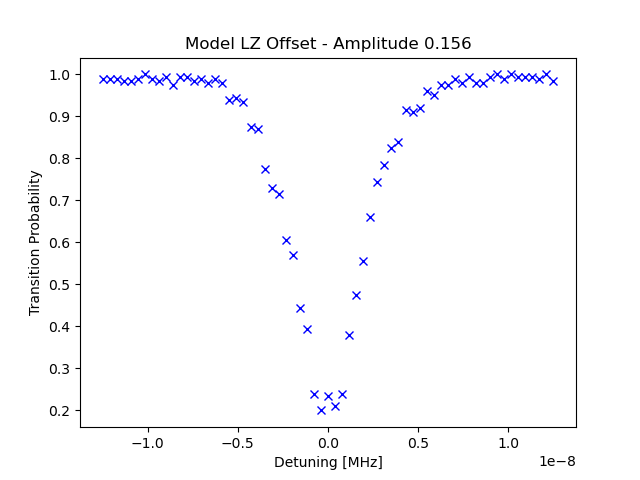 Model LZ Offset - Amplitude 0.156
Transition Probability
1.0
0.9
0.8
0.7
0.6
0.5
0.4
0.3
0.2
−1.0 −0.5 0.0 0.5 1.0
1e−8
Detuning [MHz]